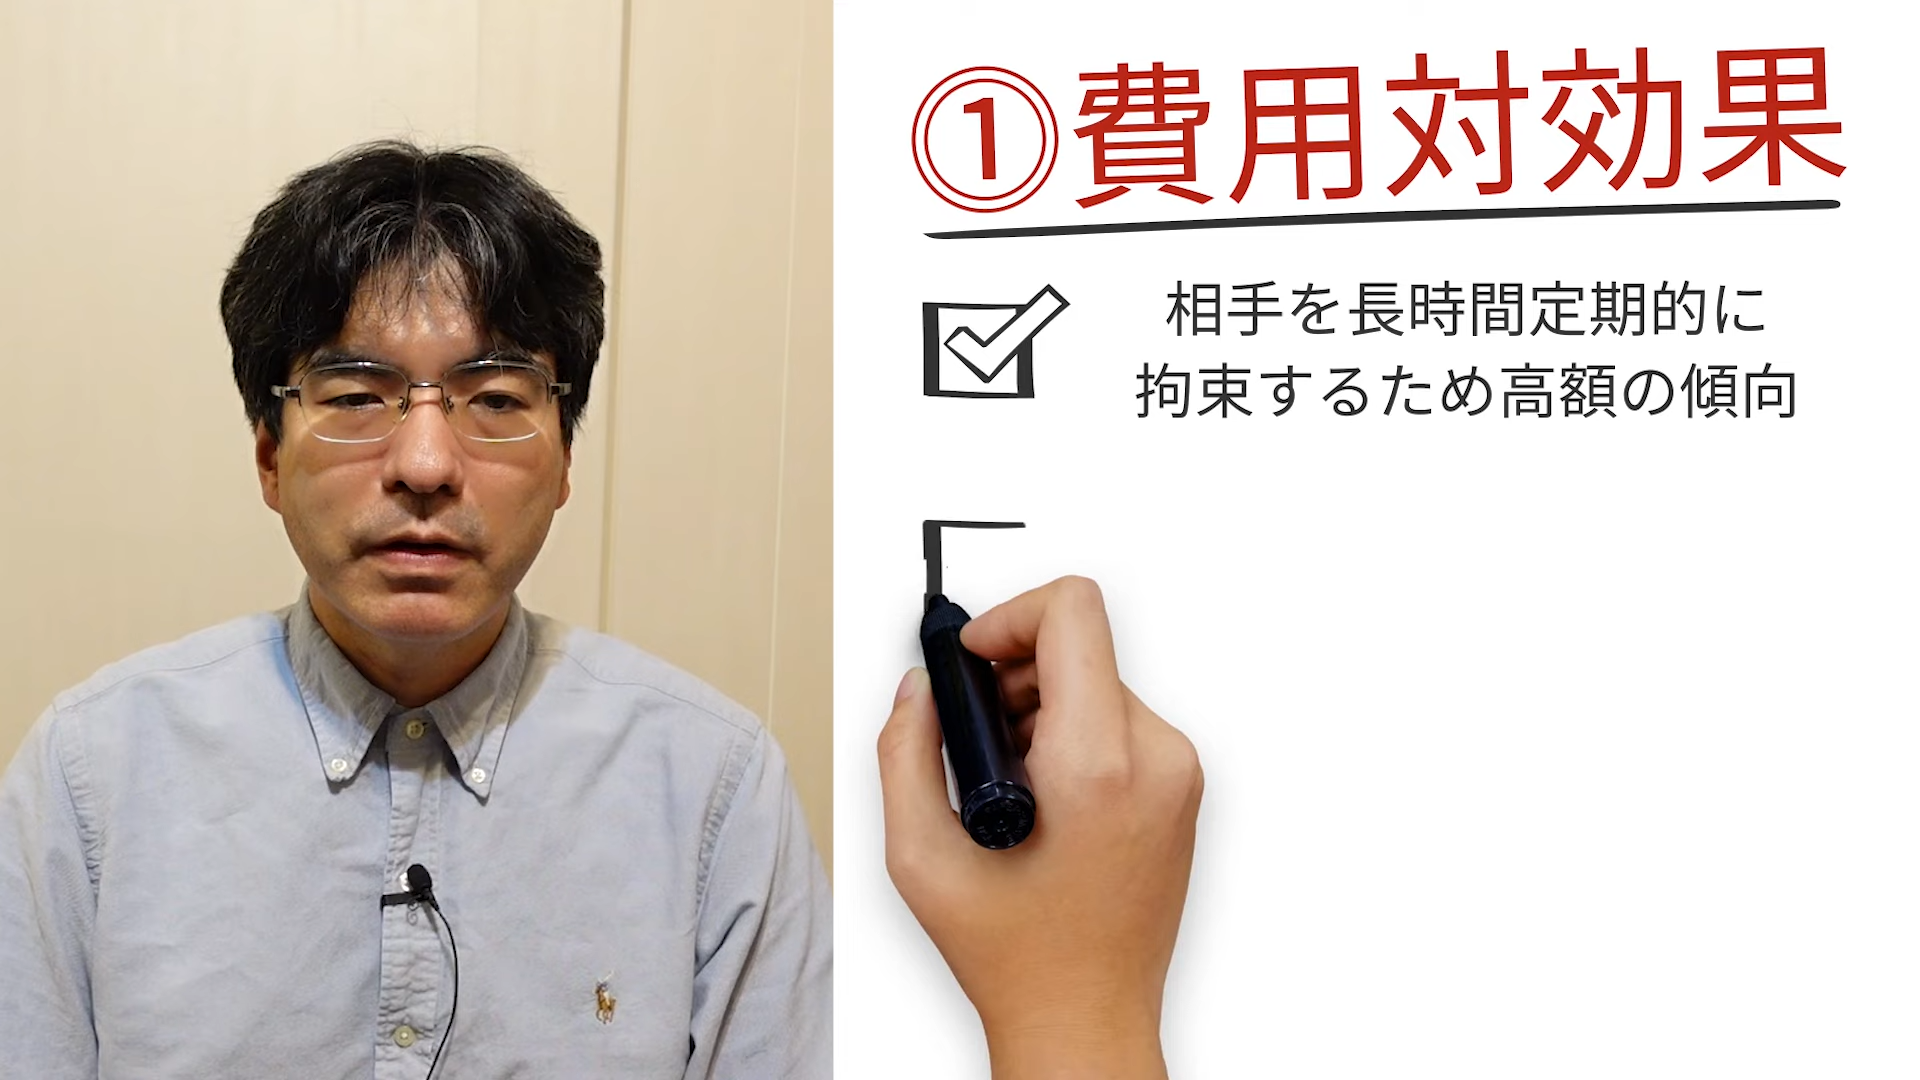 ①費用対効果
相手を長時間定期的に
拘束するため高額の傾向